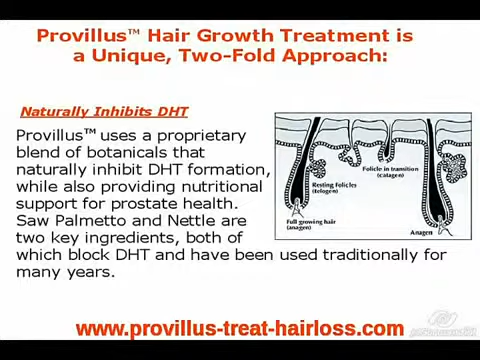 Provillus™ Hair Growth Treatment is
a Unique, Two-Fold Approach:
Naturally Inhibits DHT
Provillus™ uses a proprietary
blend of botanicals that
naturally inhibit DHT formation,
while also providing nutritional
support for prostate health.
Saw Palmetto and Nettle are
two key ingredients, both of
which block DHT and have been used traditionally for
many years.
Follicle in transition
(catagen)
Resting Follicles
(telogen)
Full growing hair
(anagen)
Anagen
www.provillus-treat-hairloss.com